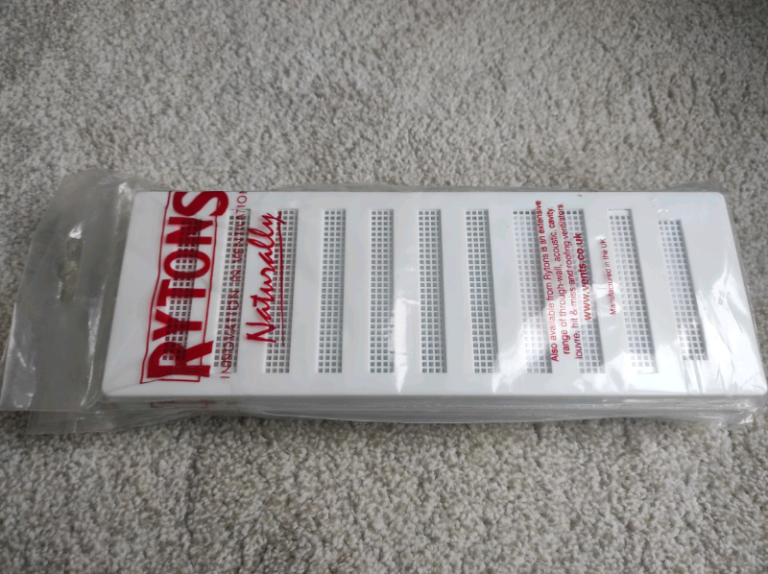 RYTONS
INNOVATION IN VENTILATION
Naturally
Also available from Rytons is an extensive
range of through-wall, acoustic, cavity,
louvre, hit & miss and roofing ventilators
www.vents.co.uk
Manufactured in the UK